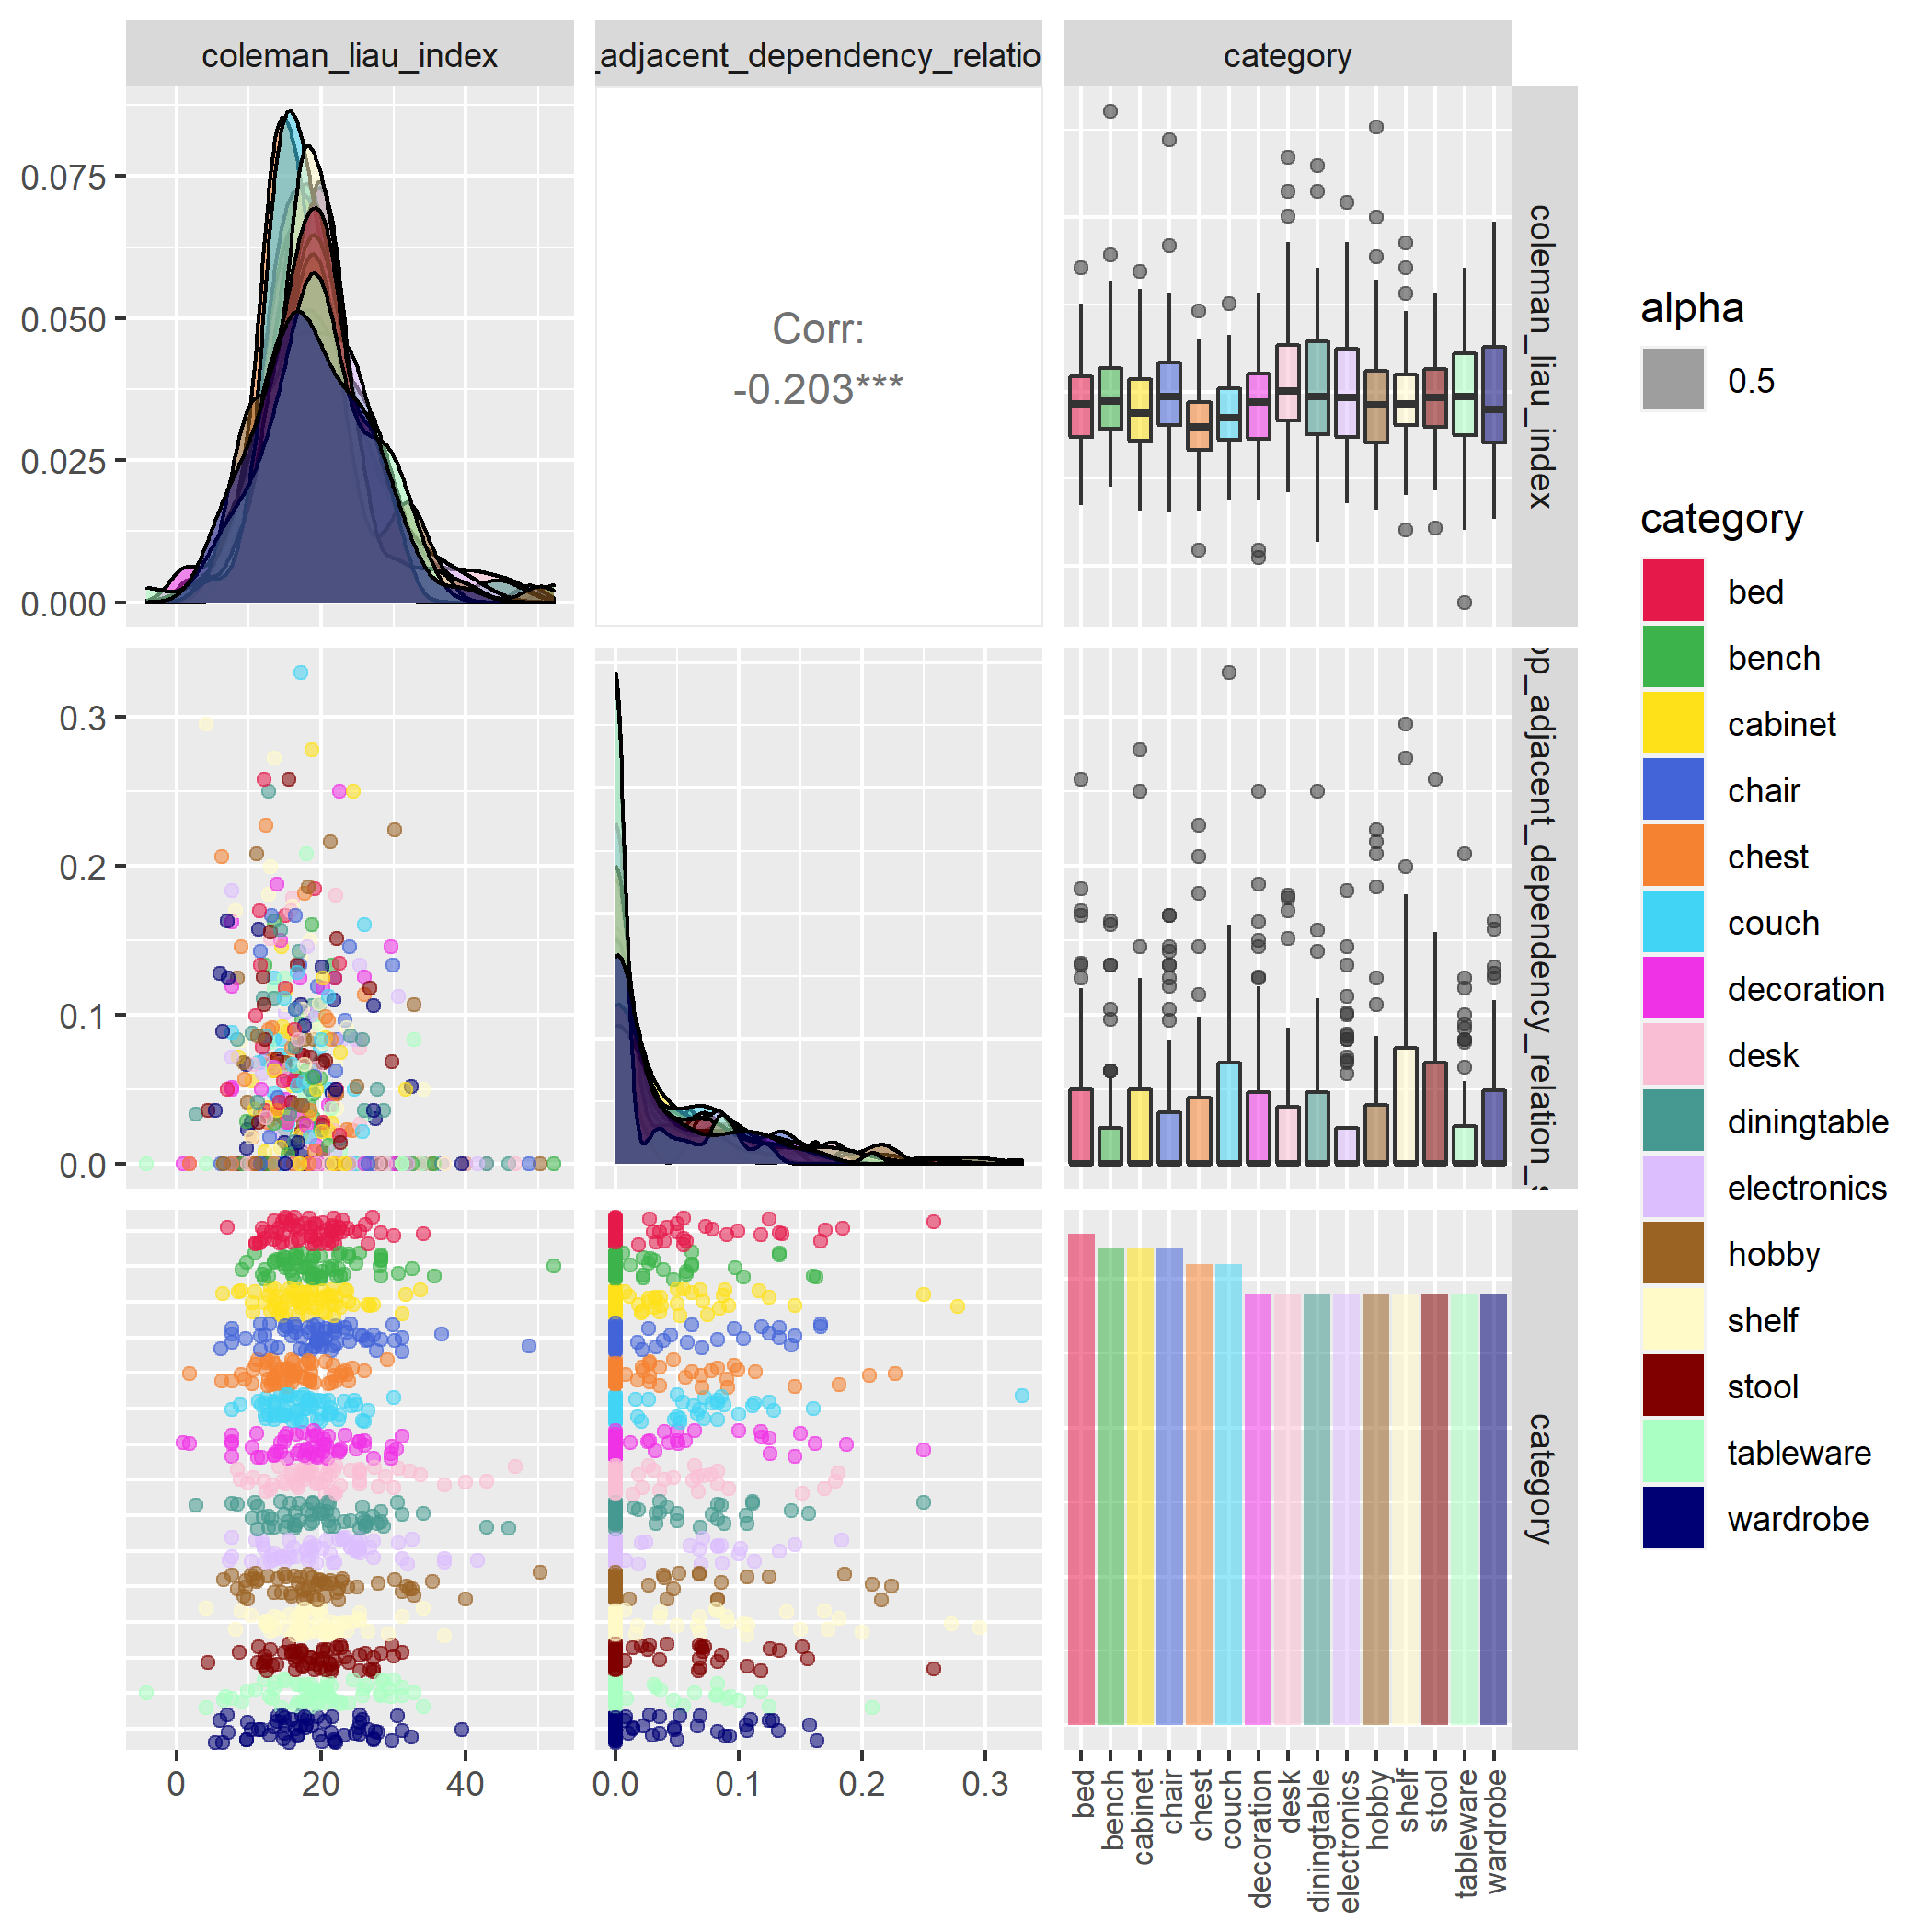 coleman_liau_index
_adjacent_dependency_relatio
category
0.075
0.050
0.025
0.000
Corr:
-0.203***
coleman_liau_index
0.3
0.2
0.1
0.0
op_adjacent_dependency_relation_s
category
0
20
40
0.0
0.1
0.2
0.3
bed
bench
cabinet
chair
chest
couch
decoration
desk
diningtable
electronics
hobby
shelf
stool
tableware
wardrobe
alpha
0.5
category
bed
bench
cabinet
chair
chest
couch
decoration
desk
diningtable
electronics
hobby
shelf
stool
tableware
wardrobe